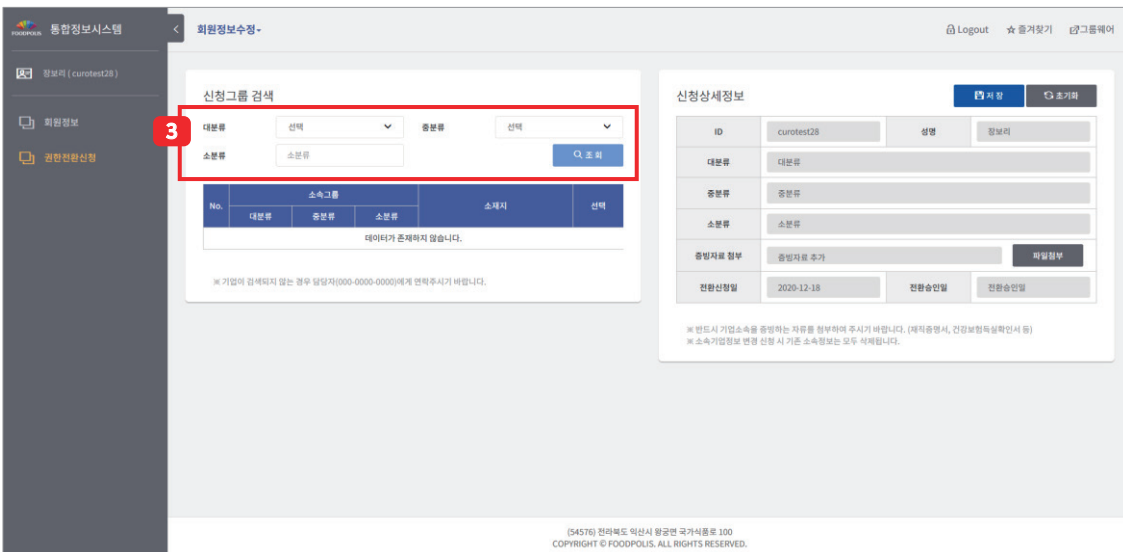 FOODPOLIS 통합정보시스템
<
회원정보수정-
Logout
즐겨찾기
그룹웨어
장보리 ( curotest28 )
회원정보
권한전환신청
신청그룹 검색
3
대분류 선택 중분류 선택
소분류 소분류 조회
No. 소속그룹 소재지 선택
대분류 중분류 소분류
데이터가 존재하지 않습니다.
※ 기업이 검색되지 않는 경우 담당자(000-0000-0000)에게 연락주시기 바랍니다.
신청상세정보 저장 초기화
ID curotest28 성명 장보리
대분류 대분류
중분류 중분류
소분류 소분류
증빙자료 첨부 증빙자료 추가 파일첨부
전환신청일 2020-12-18 전환승인일 전환승인일
※ 반드시 기업소속을 증빙하는 자류를 첨부하여 주시기 바랍니다. (재직증명서, 건강보험득실확인서 등)
※ 소속기업정보 변경 신청 시 기존 소속정보는 모두 삭제됩니다.
(54576) 전라북도 익산시 왕궁면 국가식품로 100
COPYRIGHT © FOODPOLIS. ALL RIGHTS RESERVED.